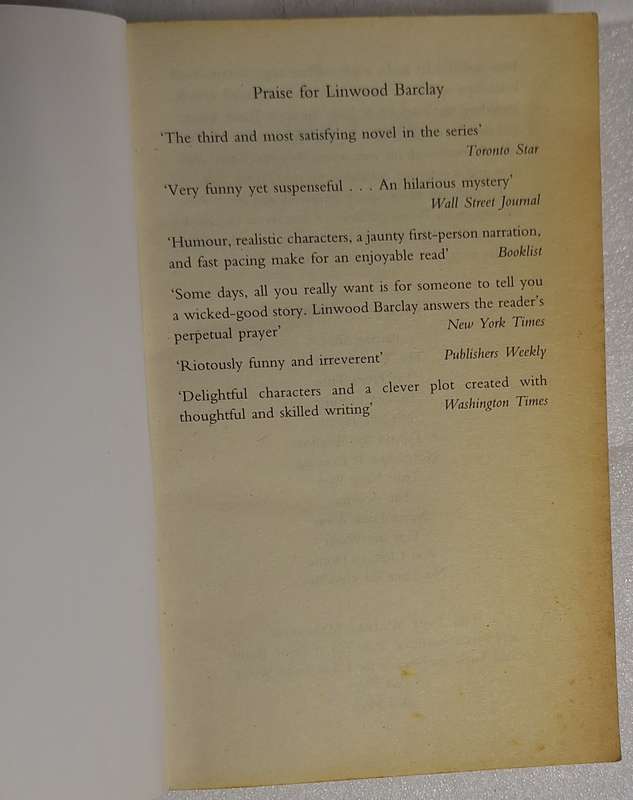 Praise for Linwood Barclay
‘The third and most satisfying novel in the series’
Toronto Star
‘Very funny yet suspenseful . . . An hilarious mystery’
Wall Street Journal
‘Humour, realistic characters, a jaunty first-person narration,
and fast pacing make for an enjoyable read’ Booklist
‘Some days, all you really want is for someone to tell you
a wicked-good story. Linwood Barclay answers the reader’s
perpetual prayer’ New York Times
‘Riotously funny and irreverent’ Publishers Weekly
‘Delightful characters and a clever plot created with
thoughtful and skilled writing’ Washington Times